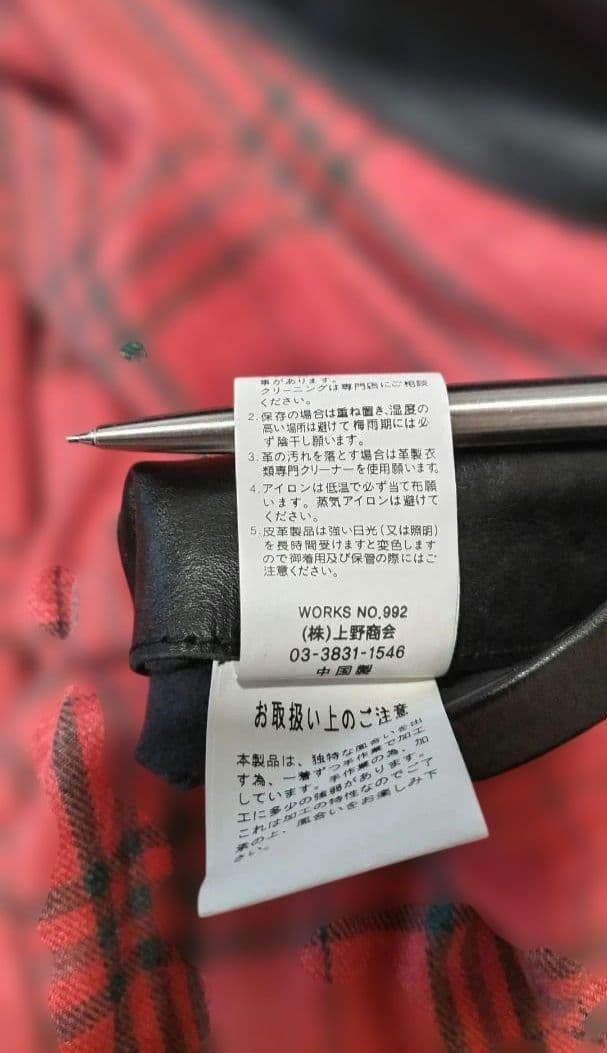 事があります。
クリーニングは専門店にご相談
ください。
2. 保存の場合は重ね置き、湿度の
高い場所は避けて梅雨期には必
ず陰干し願います。
3. 革の汚れを落とす場合は革製衣
類専門クリーナーを使用願います。
4. アイロンは低温で必ず当て布願
います。蒸気アイロンは避けて
ください。
5. 皮革製品は強い日光(又は照明)
を長時間受けますと変色します
ので御着用及び保管の際にはご
注意ください。
WORKS NO.992
(株)上野商会
03-3831-1546
中国製
お取扱い上のご注意
本製品は、独特な風合いを出
す為、一着ずつ手作業で加工
しています。手作業の為、加
工に多少の強弱があります。
これは加工の特性なのでご了
承の上、風合いをお楽しみ下
さい。